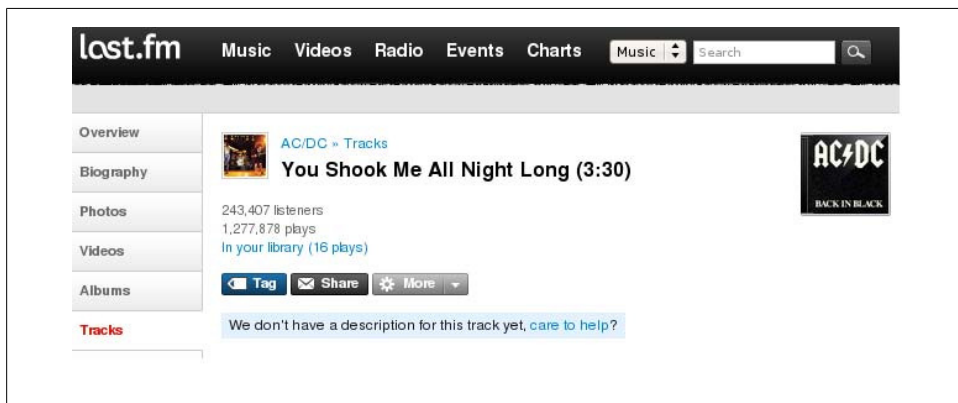 last.fm Music Videos Radio Events Charts Music Search
Overview
Biography
Photos
Videos
Albums
Tracks
AC/DC » Tracks
You Shook Me All Night Long (3:30)
243,407 listeners
1,277,878 plays
In your library (16 plays)
Tag Share More
We don't have a description for this track yet, care to help?
AC/DC
BACK IN BLACK